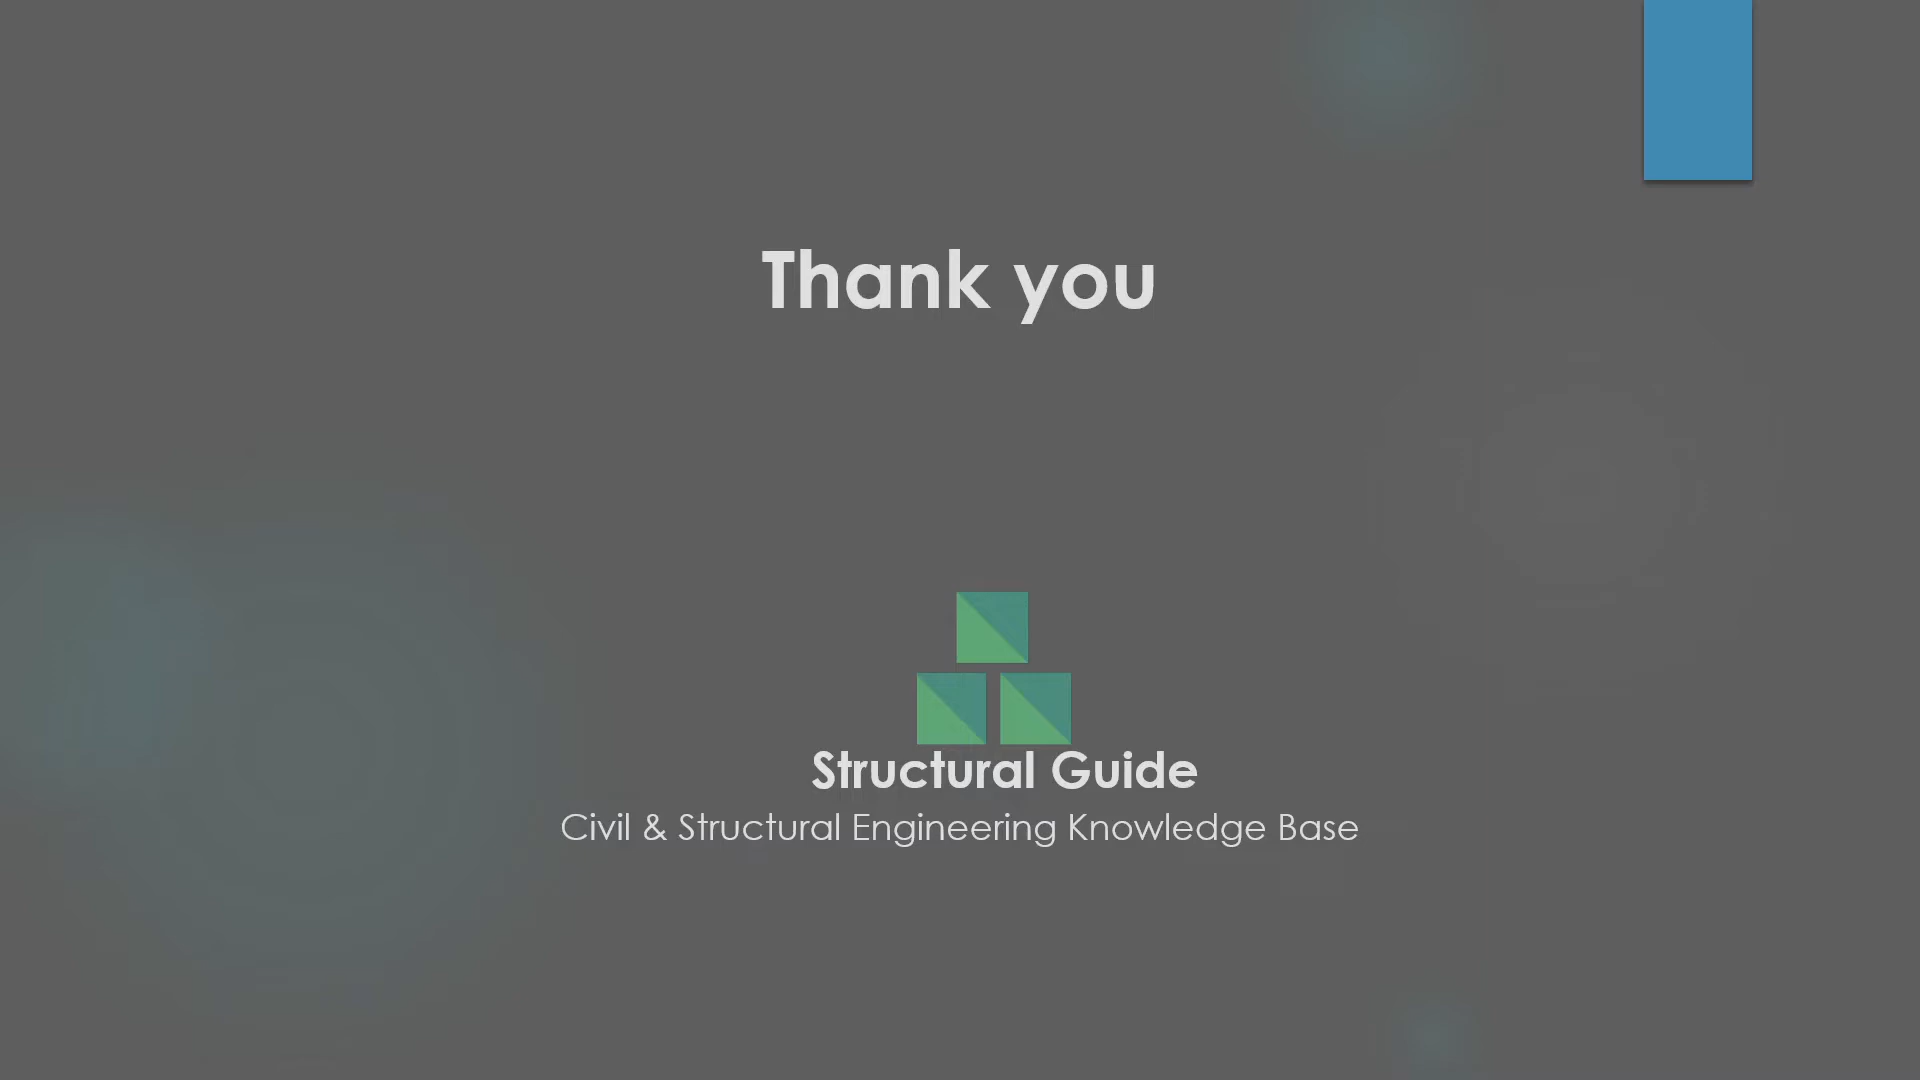 Thank you
Structural Guide
Civil & Structural Engineering Knowledge Base